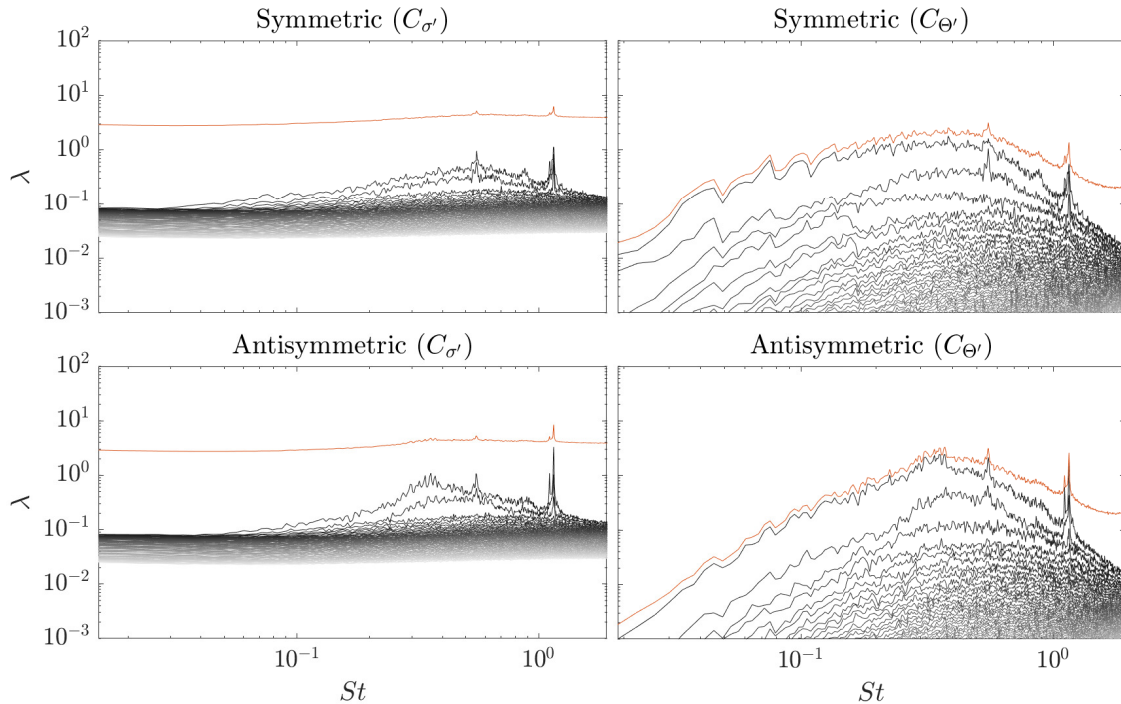 Symmetric (C_{σ′})
Symmetric (C_{Θ′})
10^2
10^1
10^0
10^{-1}
10^{-2}
10^{-3}
λ
Antisymmetric (C_{σ′})
Antisymmetric (C_{Θ′})
10^2
10^1
10^0
10^{-1}
10^{-2}
10^{-3}
λ
10^{-1}
10^0
10^{-1}
10^0
St
St